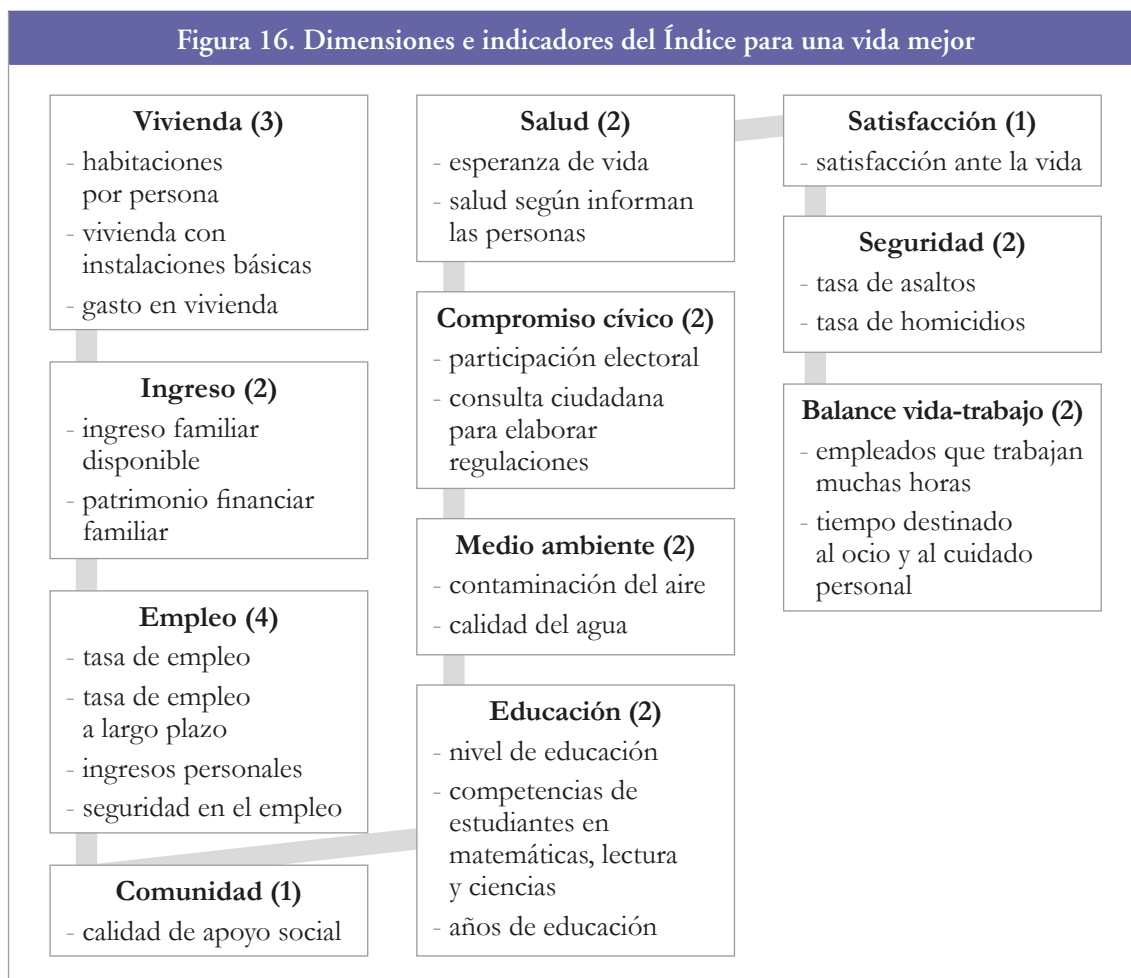 Figura 16. Dimensiones e indicadores del Índice para una vida mejor
Vivienda (3)
- habitaciones
por persona
- vivienda con
instalaciones básicas
- gasto en vivienda
Ingreso (2)
- ingreso familiar
disponible
- patrimonio financiar
familiar
Empleo (4)
- tasa de empleo
- tasa de empleo
a largo plazo
- ingresos personales
- seguridad en el empleo
Comunidad (1)
- calidad de apoyo social
Salud (2)
- esperanza de vida
- salud según informan
las personas
Compromiso cívico (2)
- participación electoral
- consulta ciudadana
para elaborar
regulaciones
Medio ambiente (2)
- contaminación del aire
- calidad del agua
Educación (2)
- nivel de educación
- competencias de
estudiantes en
matemáticas, lectura
y ciencias
- años de educación
Satisfacción (1)
- satisfacción ante la vida
Seguridad (2)
- tasa de asaltos
- tasa de homicidios
Balance vida-trabajo (2)
- empleados que trabajan
muchas horas
- tiempo destinado
al ocio y al cuidado
personal